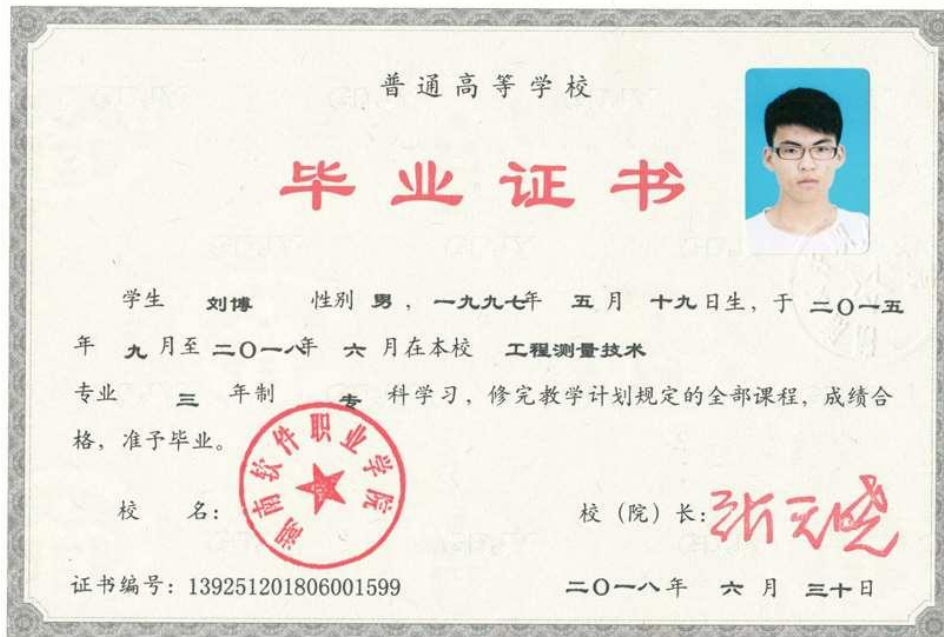 普通高等学校
毕业证书
学生 刘博 性别 男，一九九七年 五月 十九日生，于 二〇一五
年 九月至 二〇一八年 六 月在本校 工程测量技术
专业 三 年制 专 科学习，修完教学计划规定的全部课程，成绩合
格，准予毕业。
湖南软件职业学院
校 名：
校（院）长：
证书编号：139251201806001599
二〇一八年 六 月 三十日